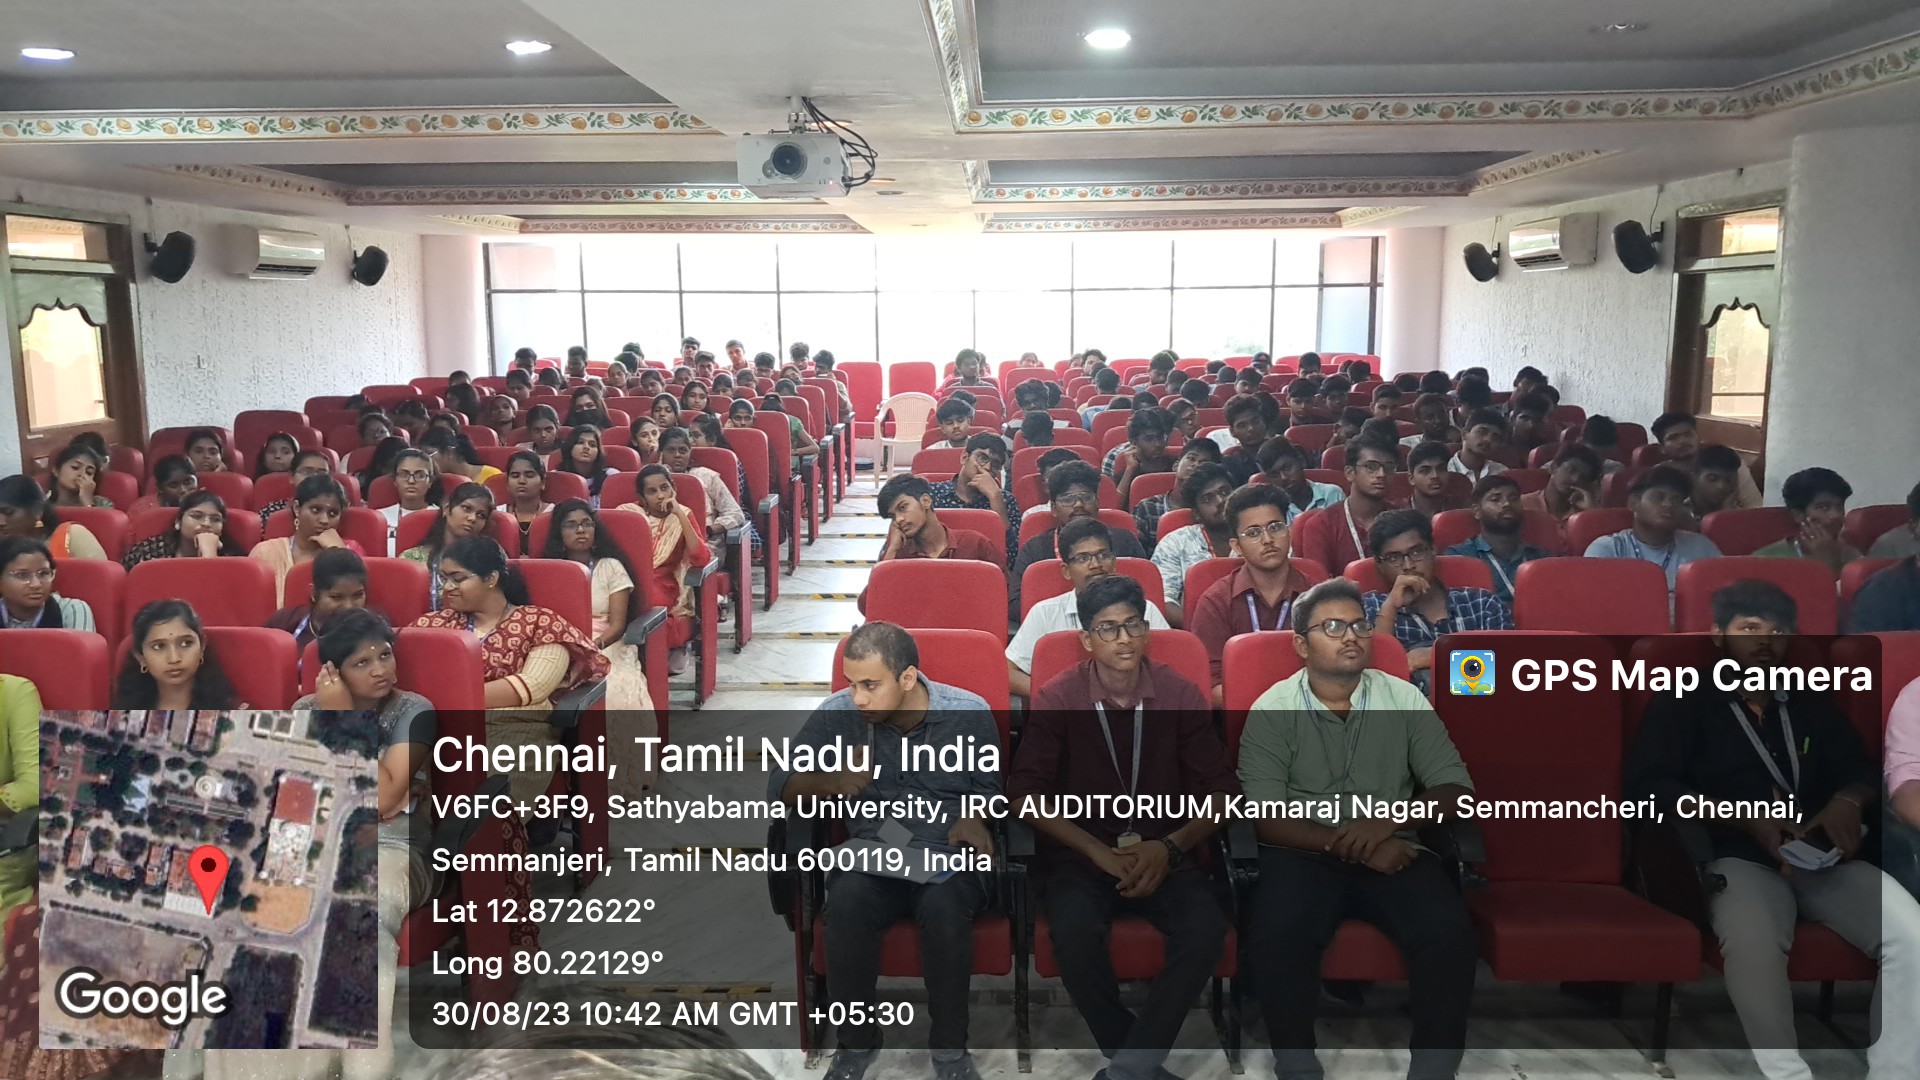 GPS Map Camera
Chennai, Tamil Nadu, India
V6FC+3F9, Sathyabama University, IRC AUDITORIUM,Kamaraj Nagar, Semmancheri, Chennai,
Semmanjeri, Tamil Nadu 600119, India
Lat 12.872622°
Long 80.22129°
30/08/23 10:42 AM GMT +05:30
Google